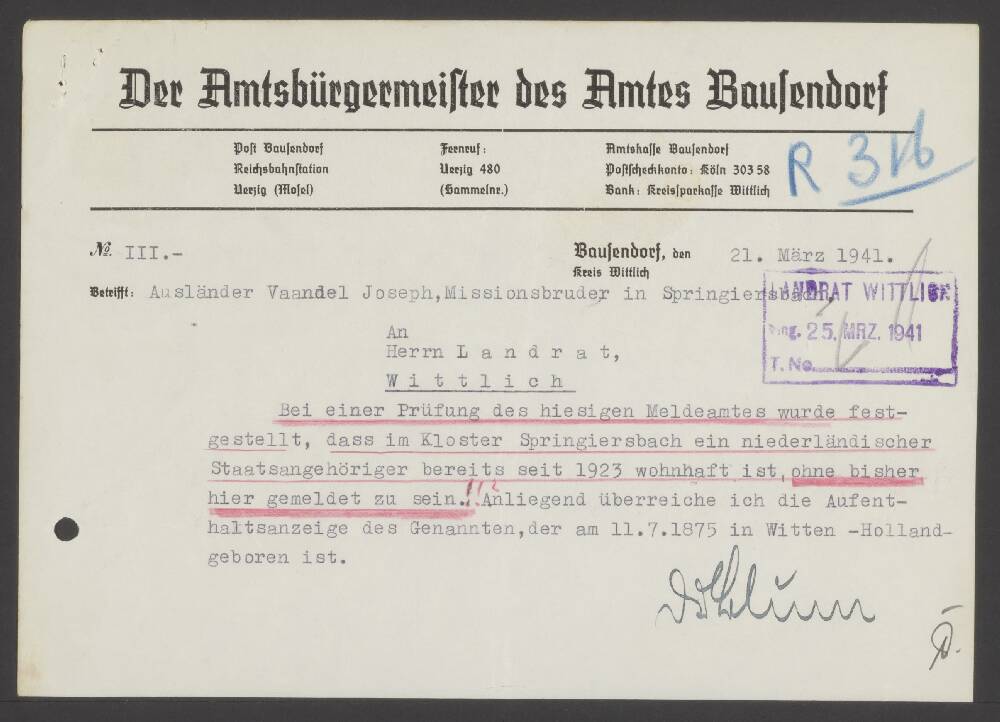 Der Amtsbürgermeister des Amtes Bausendorf
Post Bausendorf
Reichsbahnstation
Uerzig (Mosel)
Fernruf:
Uerzig 480
(Sammelnr.)
Amtskasse Bausendorf
Postscheckkonto: Köln 303 58
Bank: Kreissparkasse Wittlich
R 316
№ III.-
Bausendorf, den 21. März 1941.
Kreis Wittlich
Betrifft: Ausländer Vaandel Joseph,Missionsbruder in Springiersbach.
LANDRAT WITTLICH
Eing. 25. MRZ. 1941
T. No.
An
Herrn L a n d r a t,
W i t t l i c h
Bei einer Prüfung des hiesigen Meldeamtes wurde fest-
gestellt, dass im Kloster Springiersbach ein niederländischer
Staatsangehöriger bereits seit 1923 wohnhaft ist, ohne bisher
hier gemeldet zu sein.!!? Anliegend überreiche ich die Aufent-
haltsanzeige des Genannten,der am 11.7.1875 in Witten -Holland-
geboren ist.